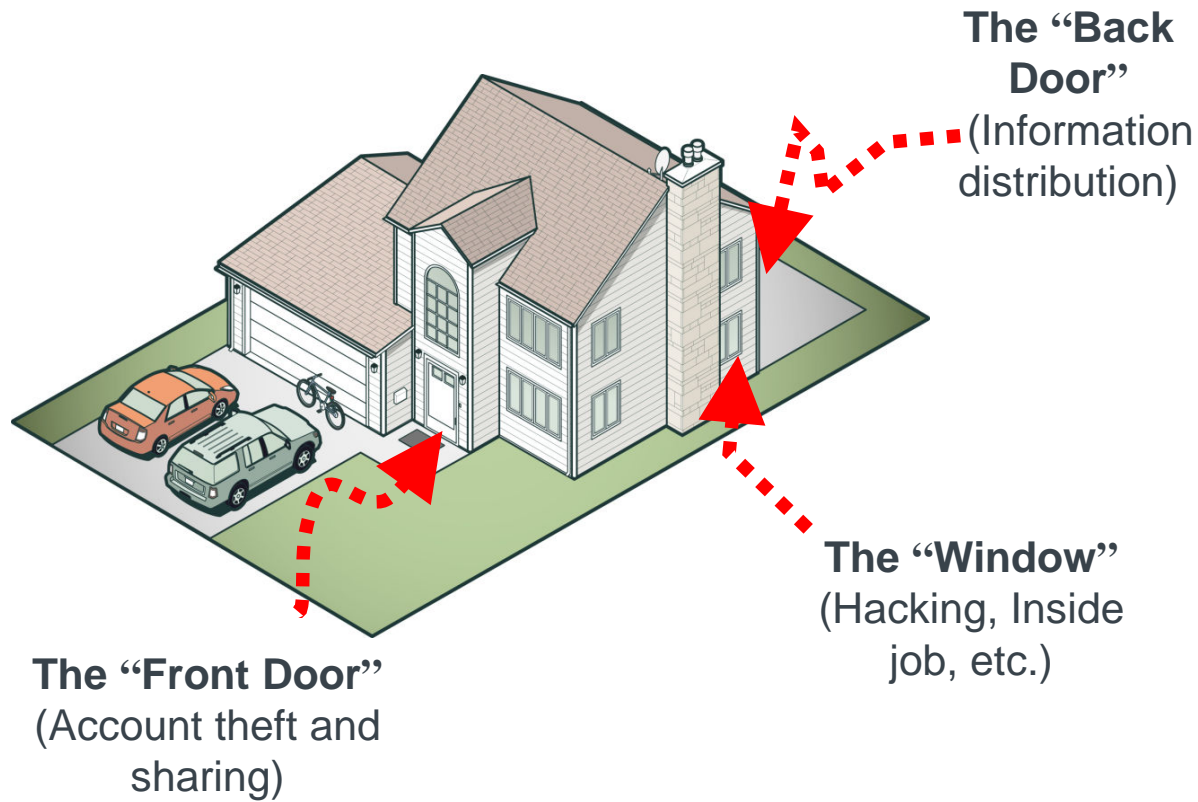 The “Back
Door”
(Information
distribution)
The “Window”
(Hacking, Inside
job, etc.)
The “Front Door”
(Account theft and
sharing)